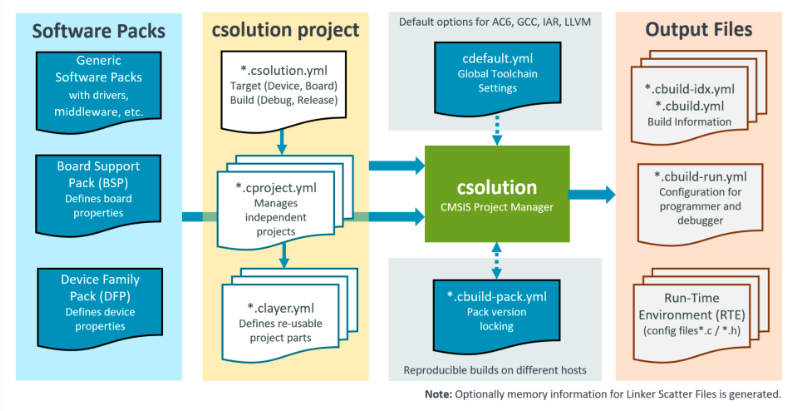 Software Packs
Generic
Software Packs
with drivers,
middleware, etc.
Board Support
Pack (BSP)
Defines board
properties
Device Family
Pack (DFP)
Defines device
properties
csolution project
*.csolution.yml
Target (Device, Board)
Build (Debug, Release)
*.cproject.yml
Manages
independent
projects
*.clayer.yml
Defines re-usable
project parts
Default options for AC6, GCC, IAR, LLVM
cdefault.yml
Global Toolchain
Settings
csolution
CMSIS Project Manager
*.cbuild-pack.yml
Pack version
locking
Reproducible builds on different hosts
Output Files
*.cbuild-idx.yml
*.cbuild.yml
Build Information
*.cbuild-run.yml
Configuration for
programmer and
debugger
Run-Time
Environment (RTE)
(config files*.c / *.h)
Note: Optionally memory information for Linker Scatter Files is generated.